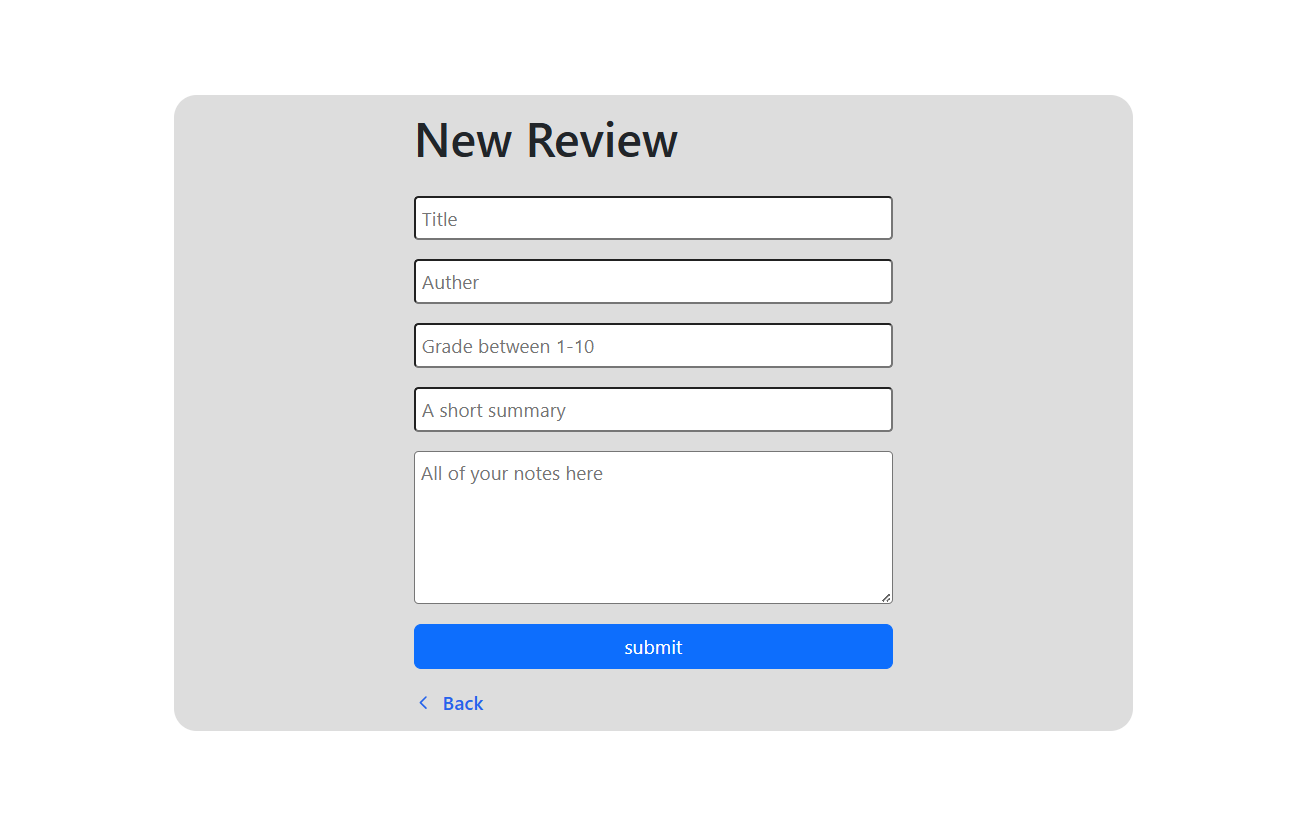 New Review
Title
Auther
Grade between 1-10
A short summary
All of your notes here
submit
Back